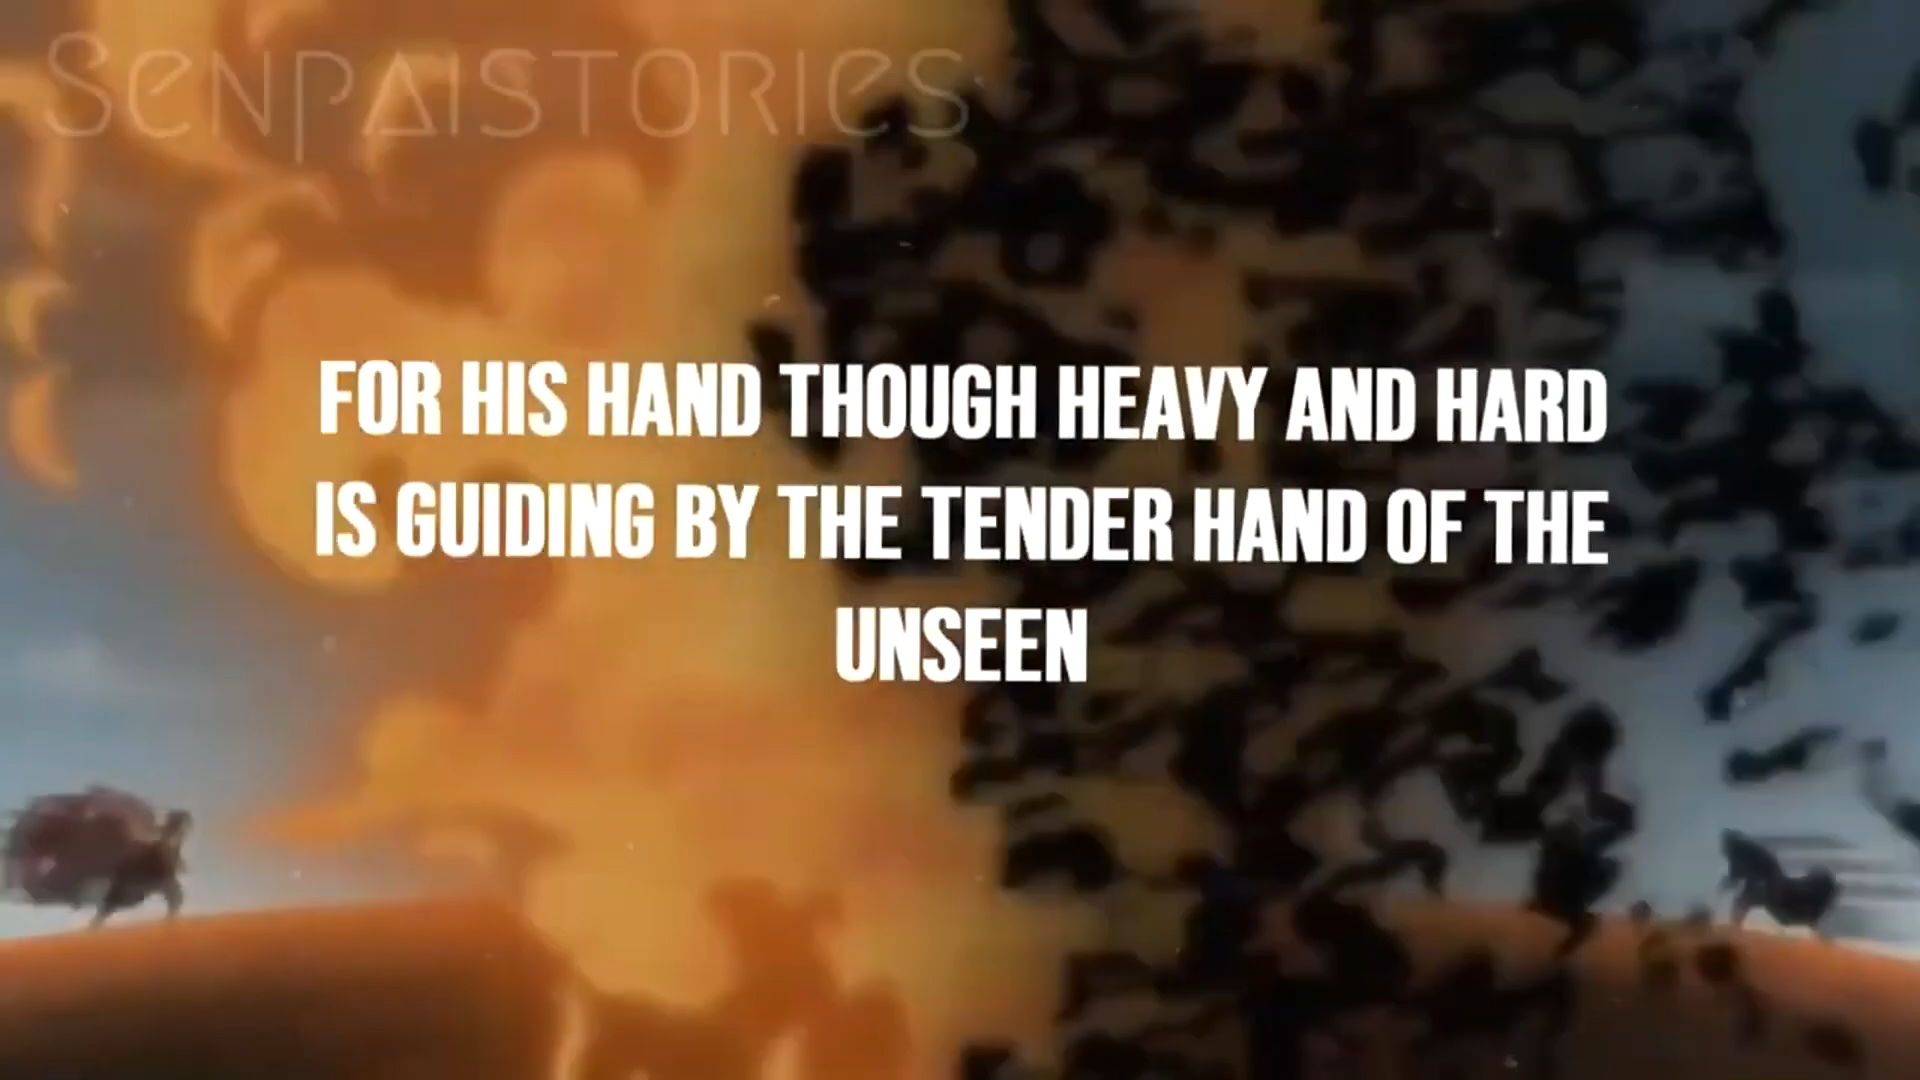 SENPAISTORIES
FOR HIS HAND THOUGH HEAVY AND HARD
IS GUIDING BY THE TENDER HAND OF THE
UNSEEN